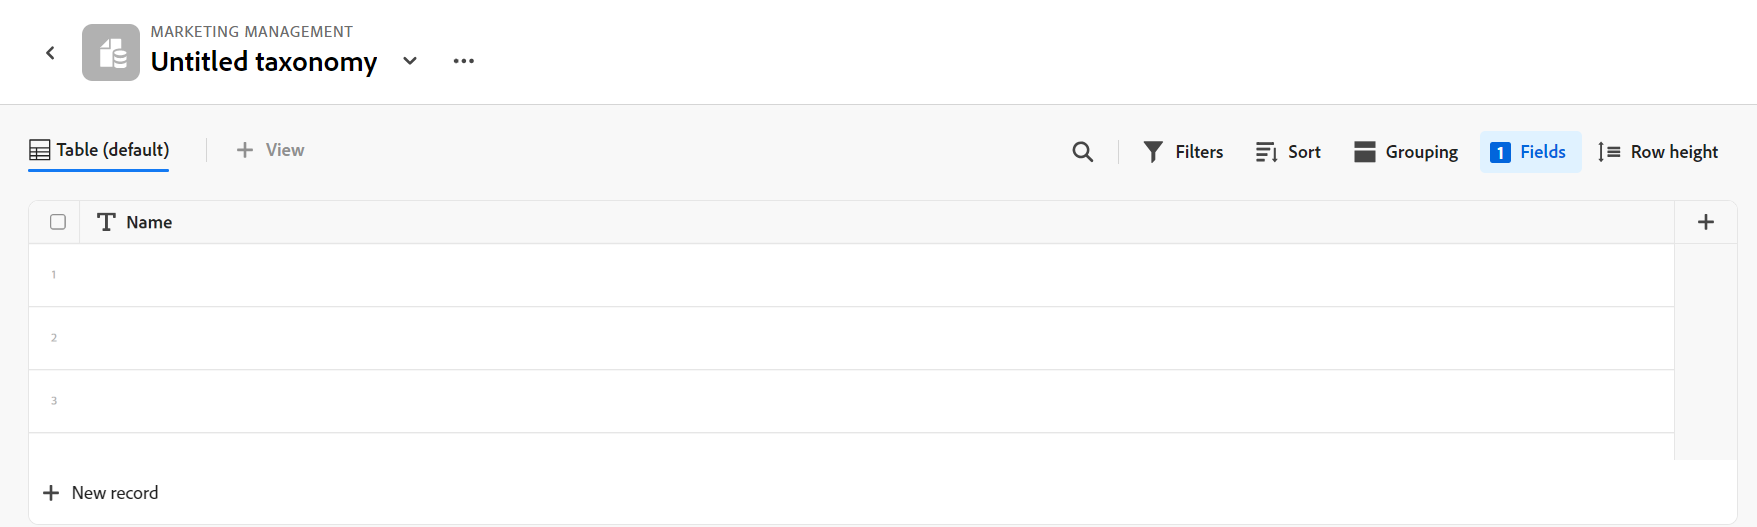 MARKETING MANAGEMENT
Untitled taxonomy
Table (default)
View
Filters
Sort
Grouping
1 Fields
Row height
Name
1
2
3
New record